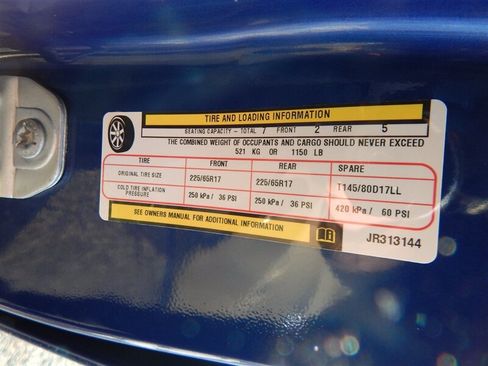 TIRE AND LOADING INFORMATION
SEATING CAPACITY - TOTAL 7 FRONT 2 REAR 5
THE COMBINED WEIGHT OF OCCUPANTS AND CARGO SHOULD NEVER EXCEED
521 KG OR 1150 LB
TIRE FRONT REAR SPARE
ORIGINAL TIRE SIZE 225/65R17 225/65R17 T145/80D17LL
COLD TIRE INFLATION PRESSURE 250 kPa / 36 PSI 250 kPa / 36 PSI 420 kPa / 60 PSI
SEE OWNERS MANUAL FOR ADDITIONAL INFORMATION
JR313144